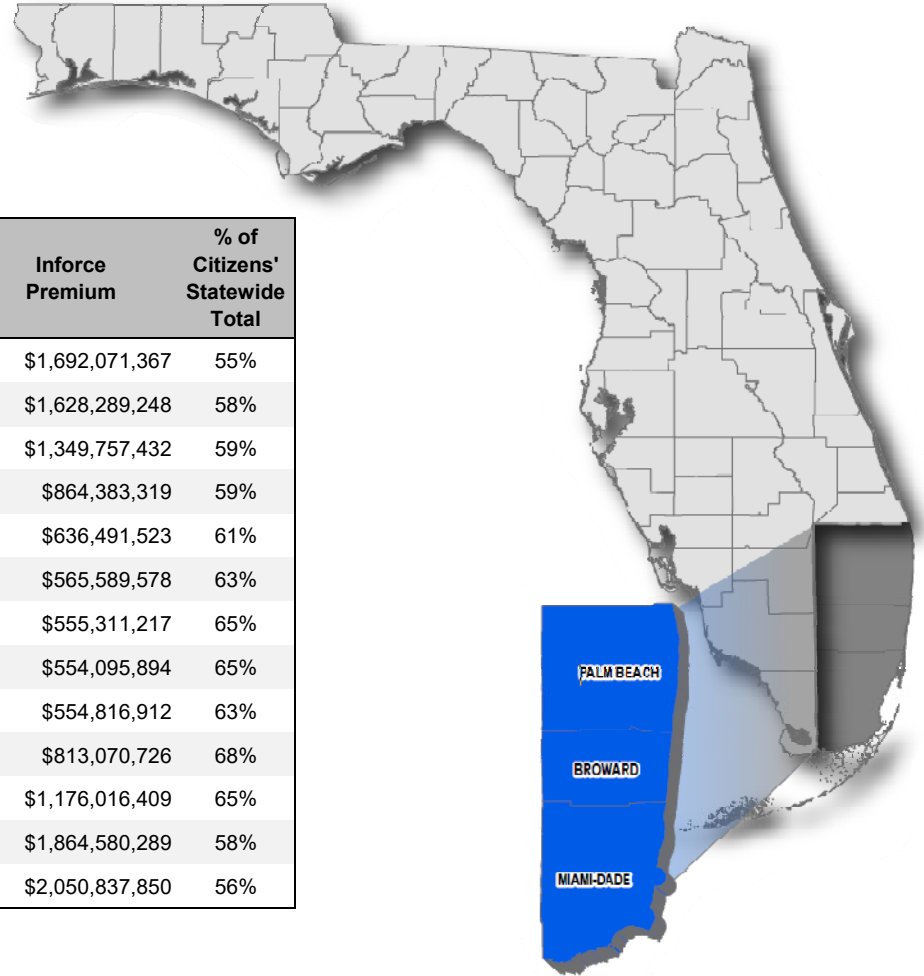 Inforce
Premium
% of
Citizens'
Statewide
Total
$1,692,071,367 55%
$1,628,289,248 58%
$1,349,757,432 59%
$864,383,319 59%
$636,491,523 61%
$565,589,578 63%
$555,311,217 65%
$554,095,894 65%
$554,816,912 63%
$813,070,726 68%
$1,176,016,409 65%
$1,864,580,289 58%
$2,050,837,850 56%
PALM BEACH
BROWARD
MIAMI-DADE